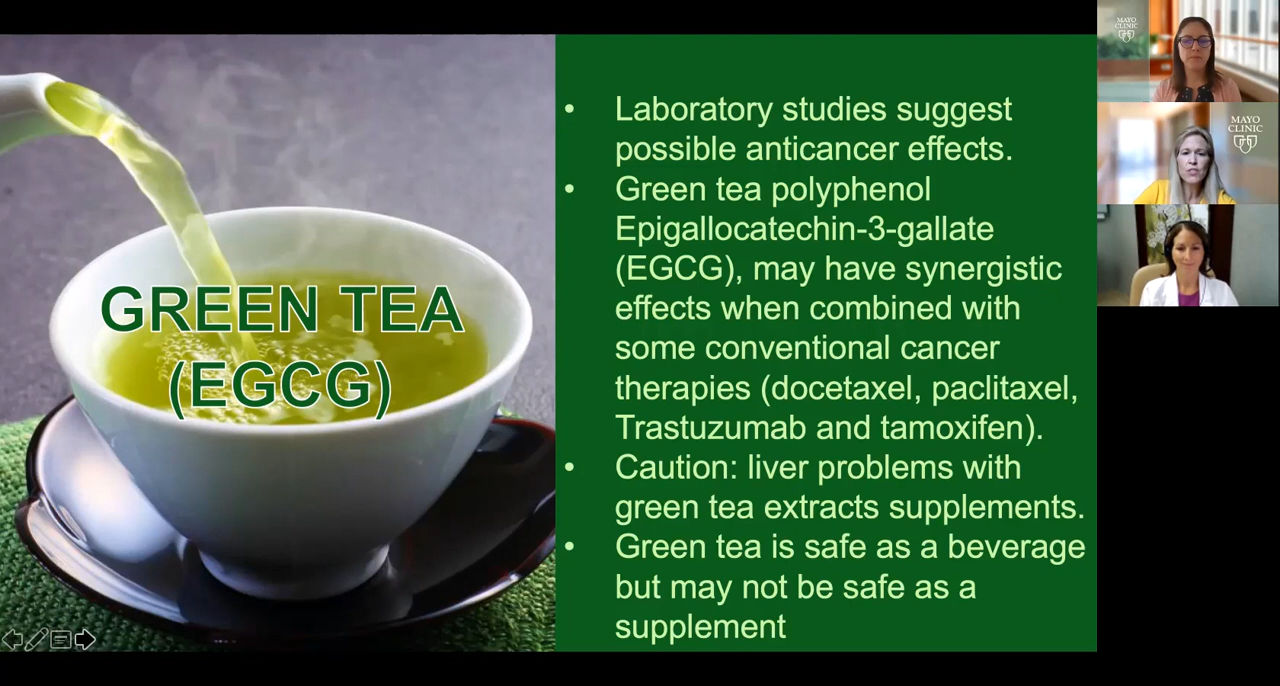 GREEN TEA
(EGCG)
• Laboratory studies suggest
possible anticancer effects.
• Green tea polyphenol
Epigallocatechin-3-gallate
(EGCG), may have synergistic
effects when combined with
some conventional cancer
therapies (docetaxel, paclitaxel,
Trastuzumab and tamoxifen).
• Caution: liver problems with
green tea extracts supplements.
• Green tea is safe as a beverage
but may not be safe as a
supplement
MAYO
CLINIC
MAYO
CLINIC